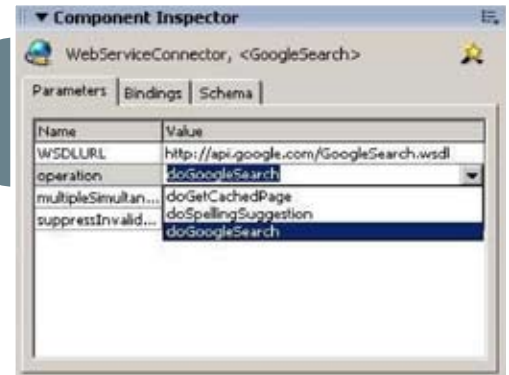 Component Inspector
WebServiceConnector, <GoogleSearch>
Parameters Bindings Schema
Name Value
WSDLURL http://api.google.com/GoogleSearch.wsdl
operation doGoogleSearch
multipleSimultan... doGetCachedPage
suppressInvalid... doSpellingSuggestion
doGoogleSearch